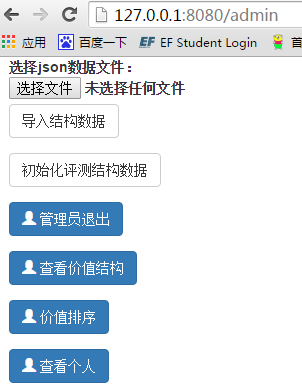 127.0.0.1:8080/admin
应用 百度一下 EF EF Student Login 首
选择json数据文件：
选择文件 未选择任何文件
导入结构数据
初始化评测结构数据
管理员退出
查看价值结构
价值排序
查看个人